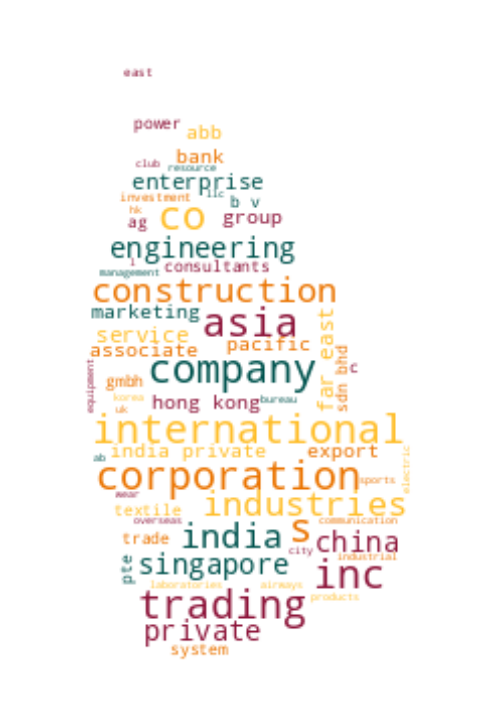 east
power
abb
bank
club
resource
enterprise
llc
investment
b v
hk
ag
co
group
engineering
l
consultants
management
construction
marketing
asia
service
pacific
associate
far east
sdn bhd
company
c
equipment
gmbh
korea
hong kong
bureau
uk
international
india private
export
ab
corporation
sports
electric
wear
industries
textile
s
overseas
communication
trade
india
china
city
industrial
pte
singapore
inc
laboratories
airways
trading
products
private
system